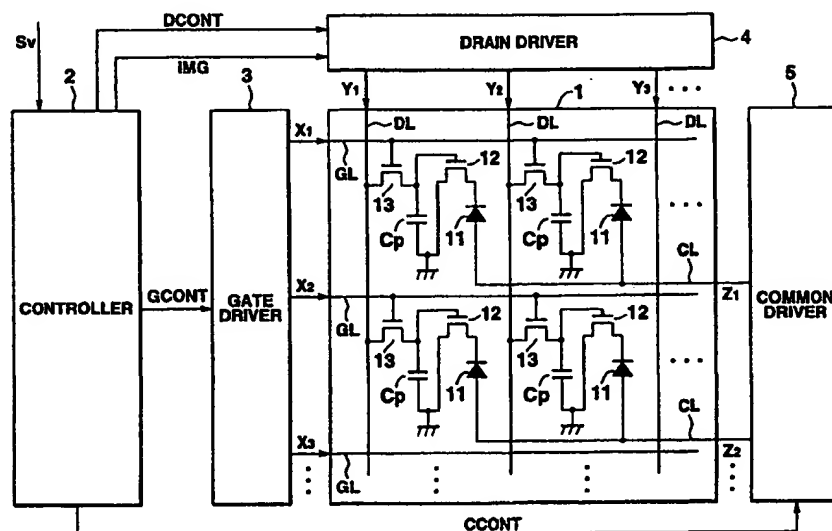 DCONT
Sv
IMG
DRAIN DRIVER
4
2
3
Y1
Y2
Y3
1
5
DL
DL
DL
X1
GL
12
12
13
13
Cp
11
Cp
11
CL
Z1
CONTROLLER
GCONT
GATE
DRIVER
X2
GL
COMMON
DRIVER
12
12
13
13
Cp
11
Cp
11
CL
Z2
X3
GL
CCONT